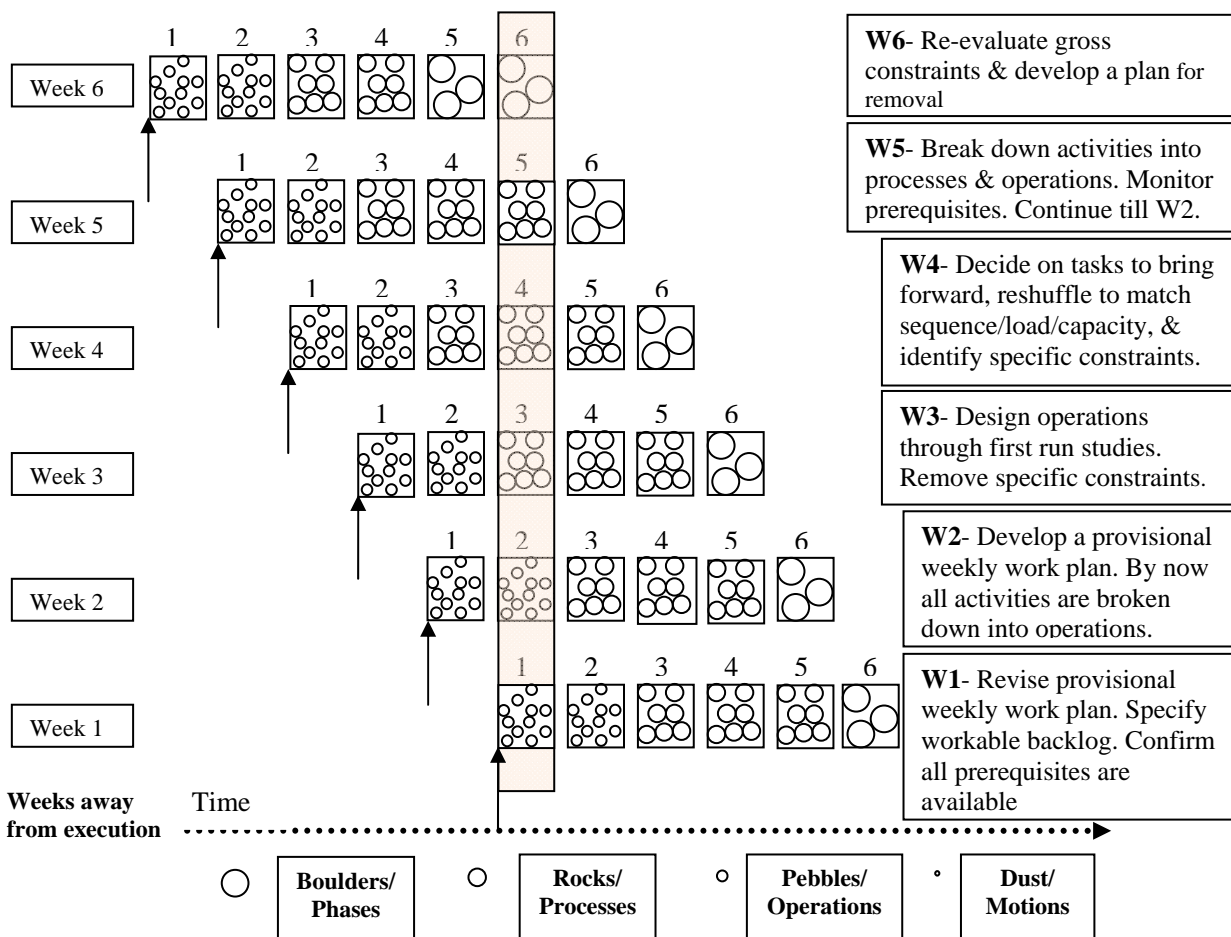 1 2 3 4 5 6
Week 6
W6- Re-evaluate gross
constraints & develop a plan for
removal
1 2 3 4 5 6
Week 5
W5- Break down activities into
processes & operations. Monitor
prerequisites. Continue till W2.
1 2 3 4 5 6
Week 4
W4- Decide on tasks to bring
forward, reshuffle to match
sequence/load/capacity, &
identify specific constraints.
1 2 3 4 5 6
Week 3
W3- Design operations
through first run studies.
Remove specific constraints.
1 2 3 4 5 6
Week 2
W2- Develop a provisional
weekly work plan. By now
all activities are broken
down into operations.
1 2 3 4 5 6
Week 1
W1- Revise provisional
weekly work plan. Specify
workable backlog. Confirm
all prerequisites are
available
Weeks away
from execution
Time
Boulders/
Phases
Rocks/
Processes
Pebbles/
Operations
Dust/
Motions